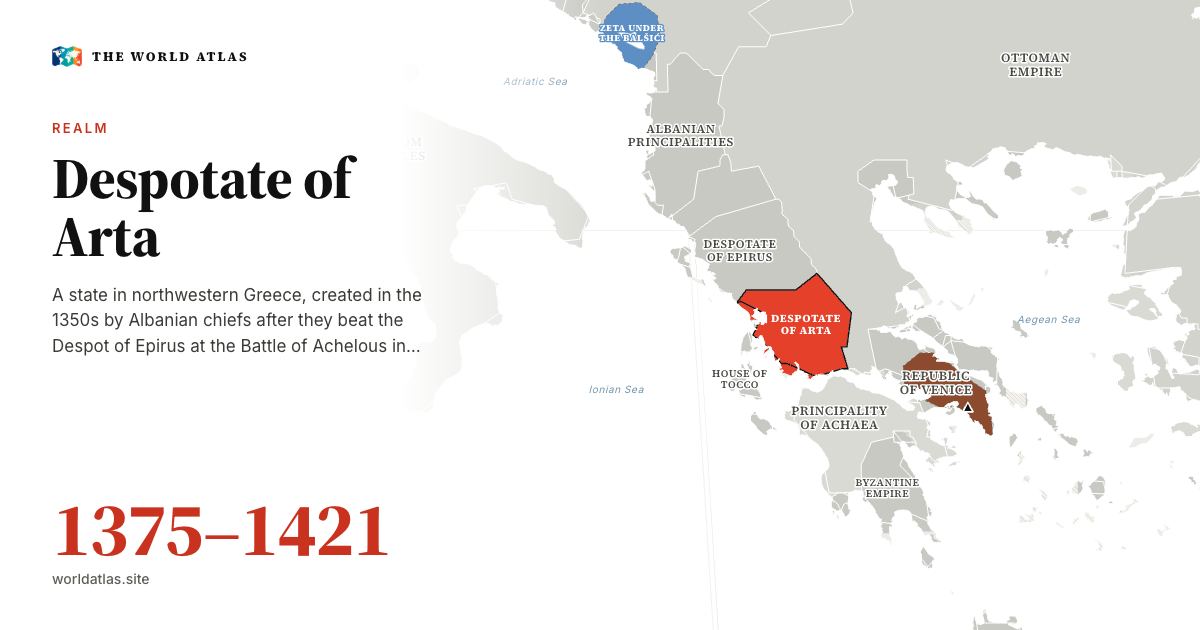 THE WORLD ATLAS
REALM
Despotate of
Arta
A state in northwestern Greece, created in the
1350s by Albanian chiefs after they beat the
Despot of Epirus at the Battle of Achelous in...
1375–1421
worldatlas.site
ZETA UNDER
THE BALŠIĆI
Adriatic Sea
OTTOMAN
EMPIRE
ALBANIAN
PRINCIPALITIES
DESPOTATE
OF EPIRUS
DESPOTATE
OF ARTA
Aegean Sea
HOUSE OF
TOCCO
Ionian Sea
REPUBLIC
OF VENICE
PRINCIPALITY
OF ACHAEA
BYZANTINE
EMPIRE